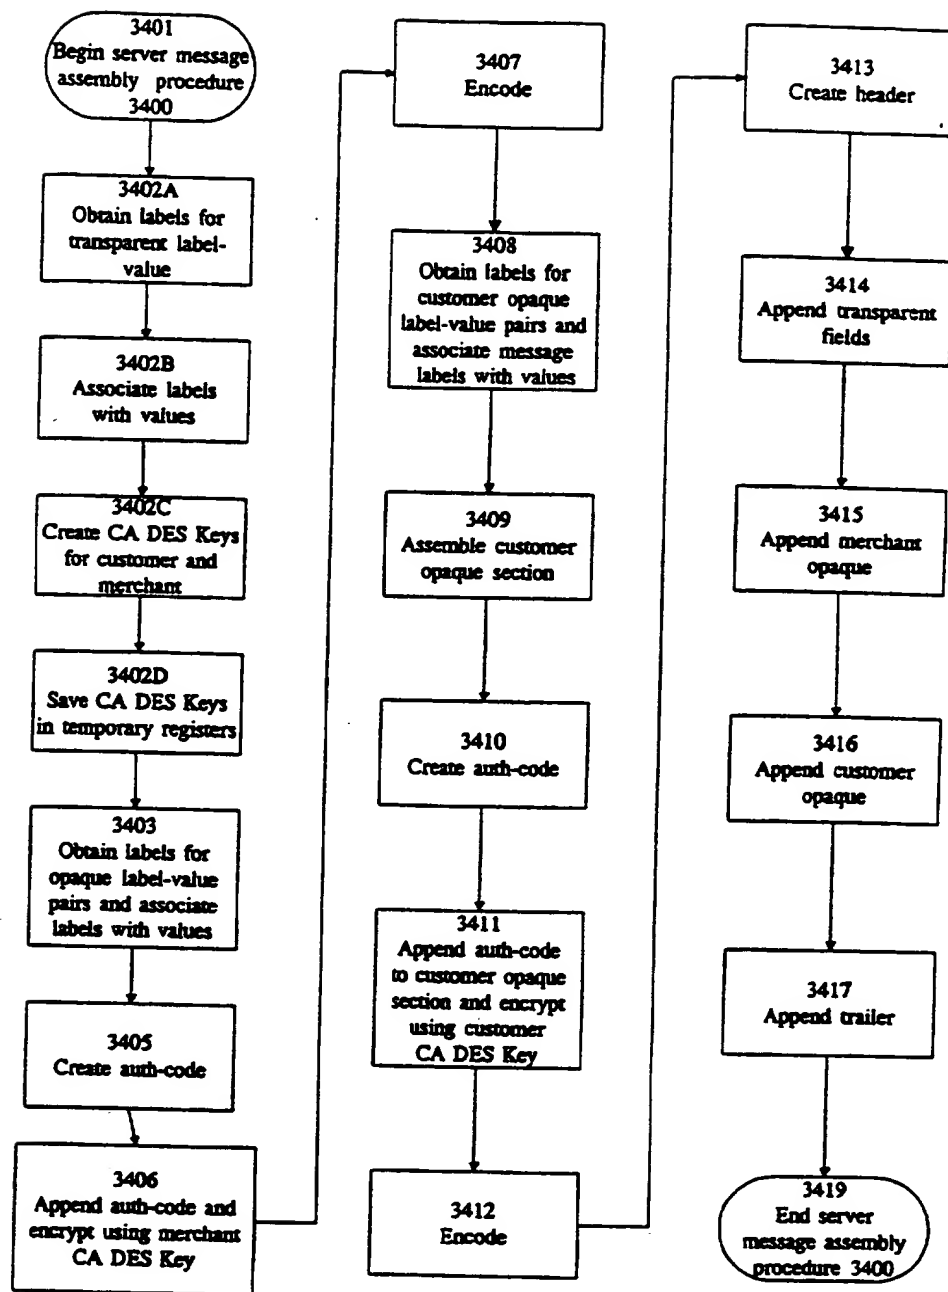 3401
Begin server message
assembly procedure
3400
3402A
Obtain labels for
transparent label-
value
3402B
Associate labels
with values
3402C
Create CA DES Keys
for customer and
merchant
3402D
Save CA DES Keys
in temporary registers
3403
Obtain labels for
opaque label-value
pairs and associate
labels with values
3405
Create auth-code
3406
Append auth-code and
encrypt using merchant
CA DES Key
3407
Encode
3408
Obtain labels for
customer opaque
label-value pairs and
associate message
labels with values
3409
Assemble customer
opaque section
3410
Create auth-code
3411
Append auth-code
to customer opaque
section and encrypt
using customer
CA DES Key
3412
Encode
3413
Create header
3414
Append transparent
fields
3415
Append merchant
opaque
3416
Append customer
opaque
3417
Append trailer
3419
End server
message assembly
procedure 3400